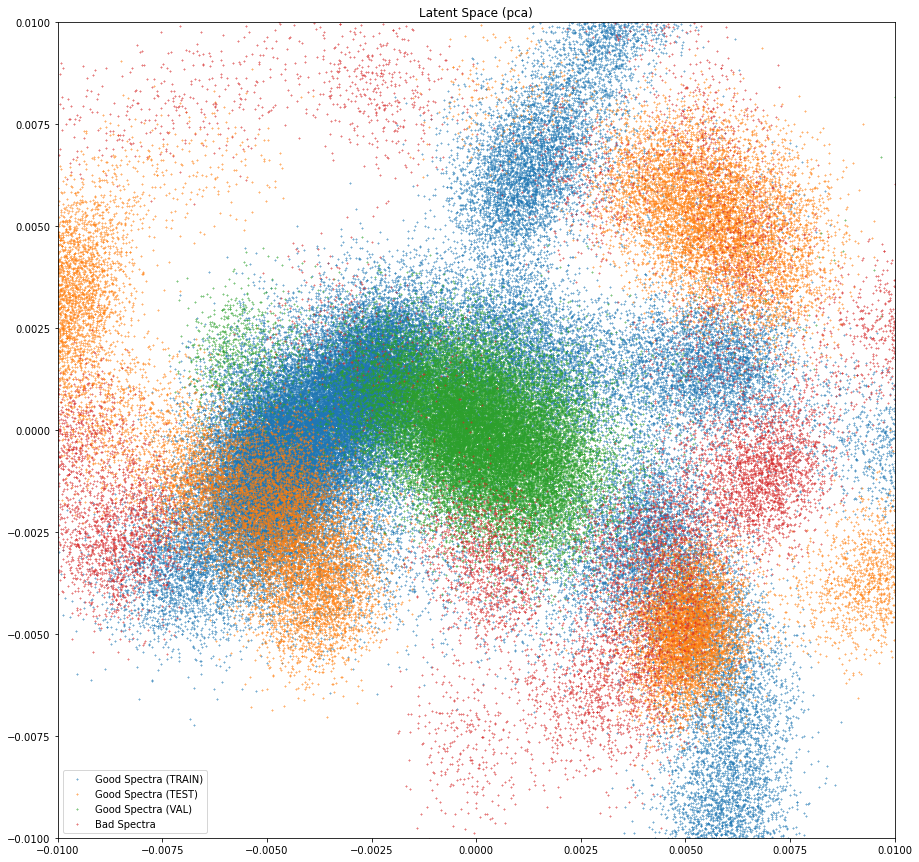 Latent Space (pca)
0.0100
0.0075
0.0050
0.0025
0.0000
−0.0025
−0.0050
−0.0075
−0.0100
Good Spectra (TRAIN)
Good Spectra (TEST)
Good Spectra (VAL)
Bad Spectra
−0.0100 −0.0075 −0.0050 −0.0025 0.0000 0.0025 0.0050 0.0075 0.0100